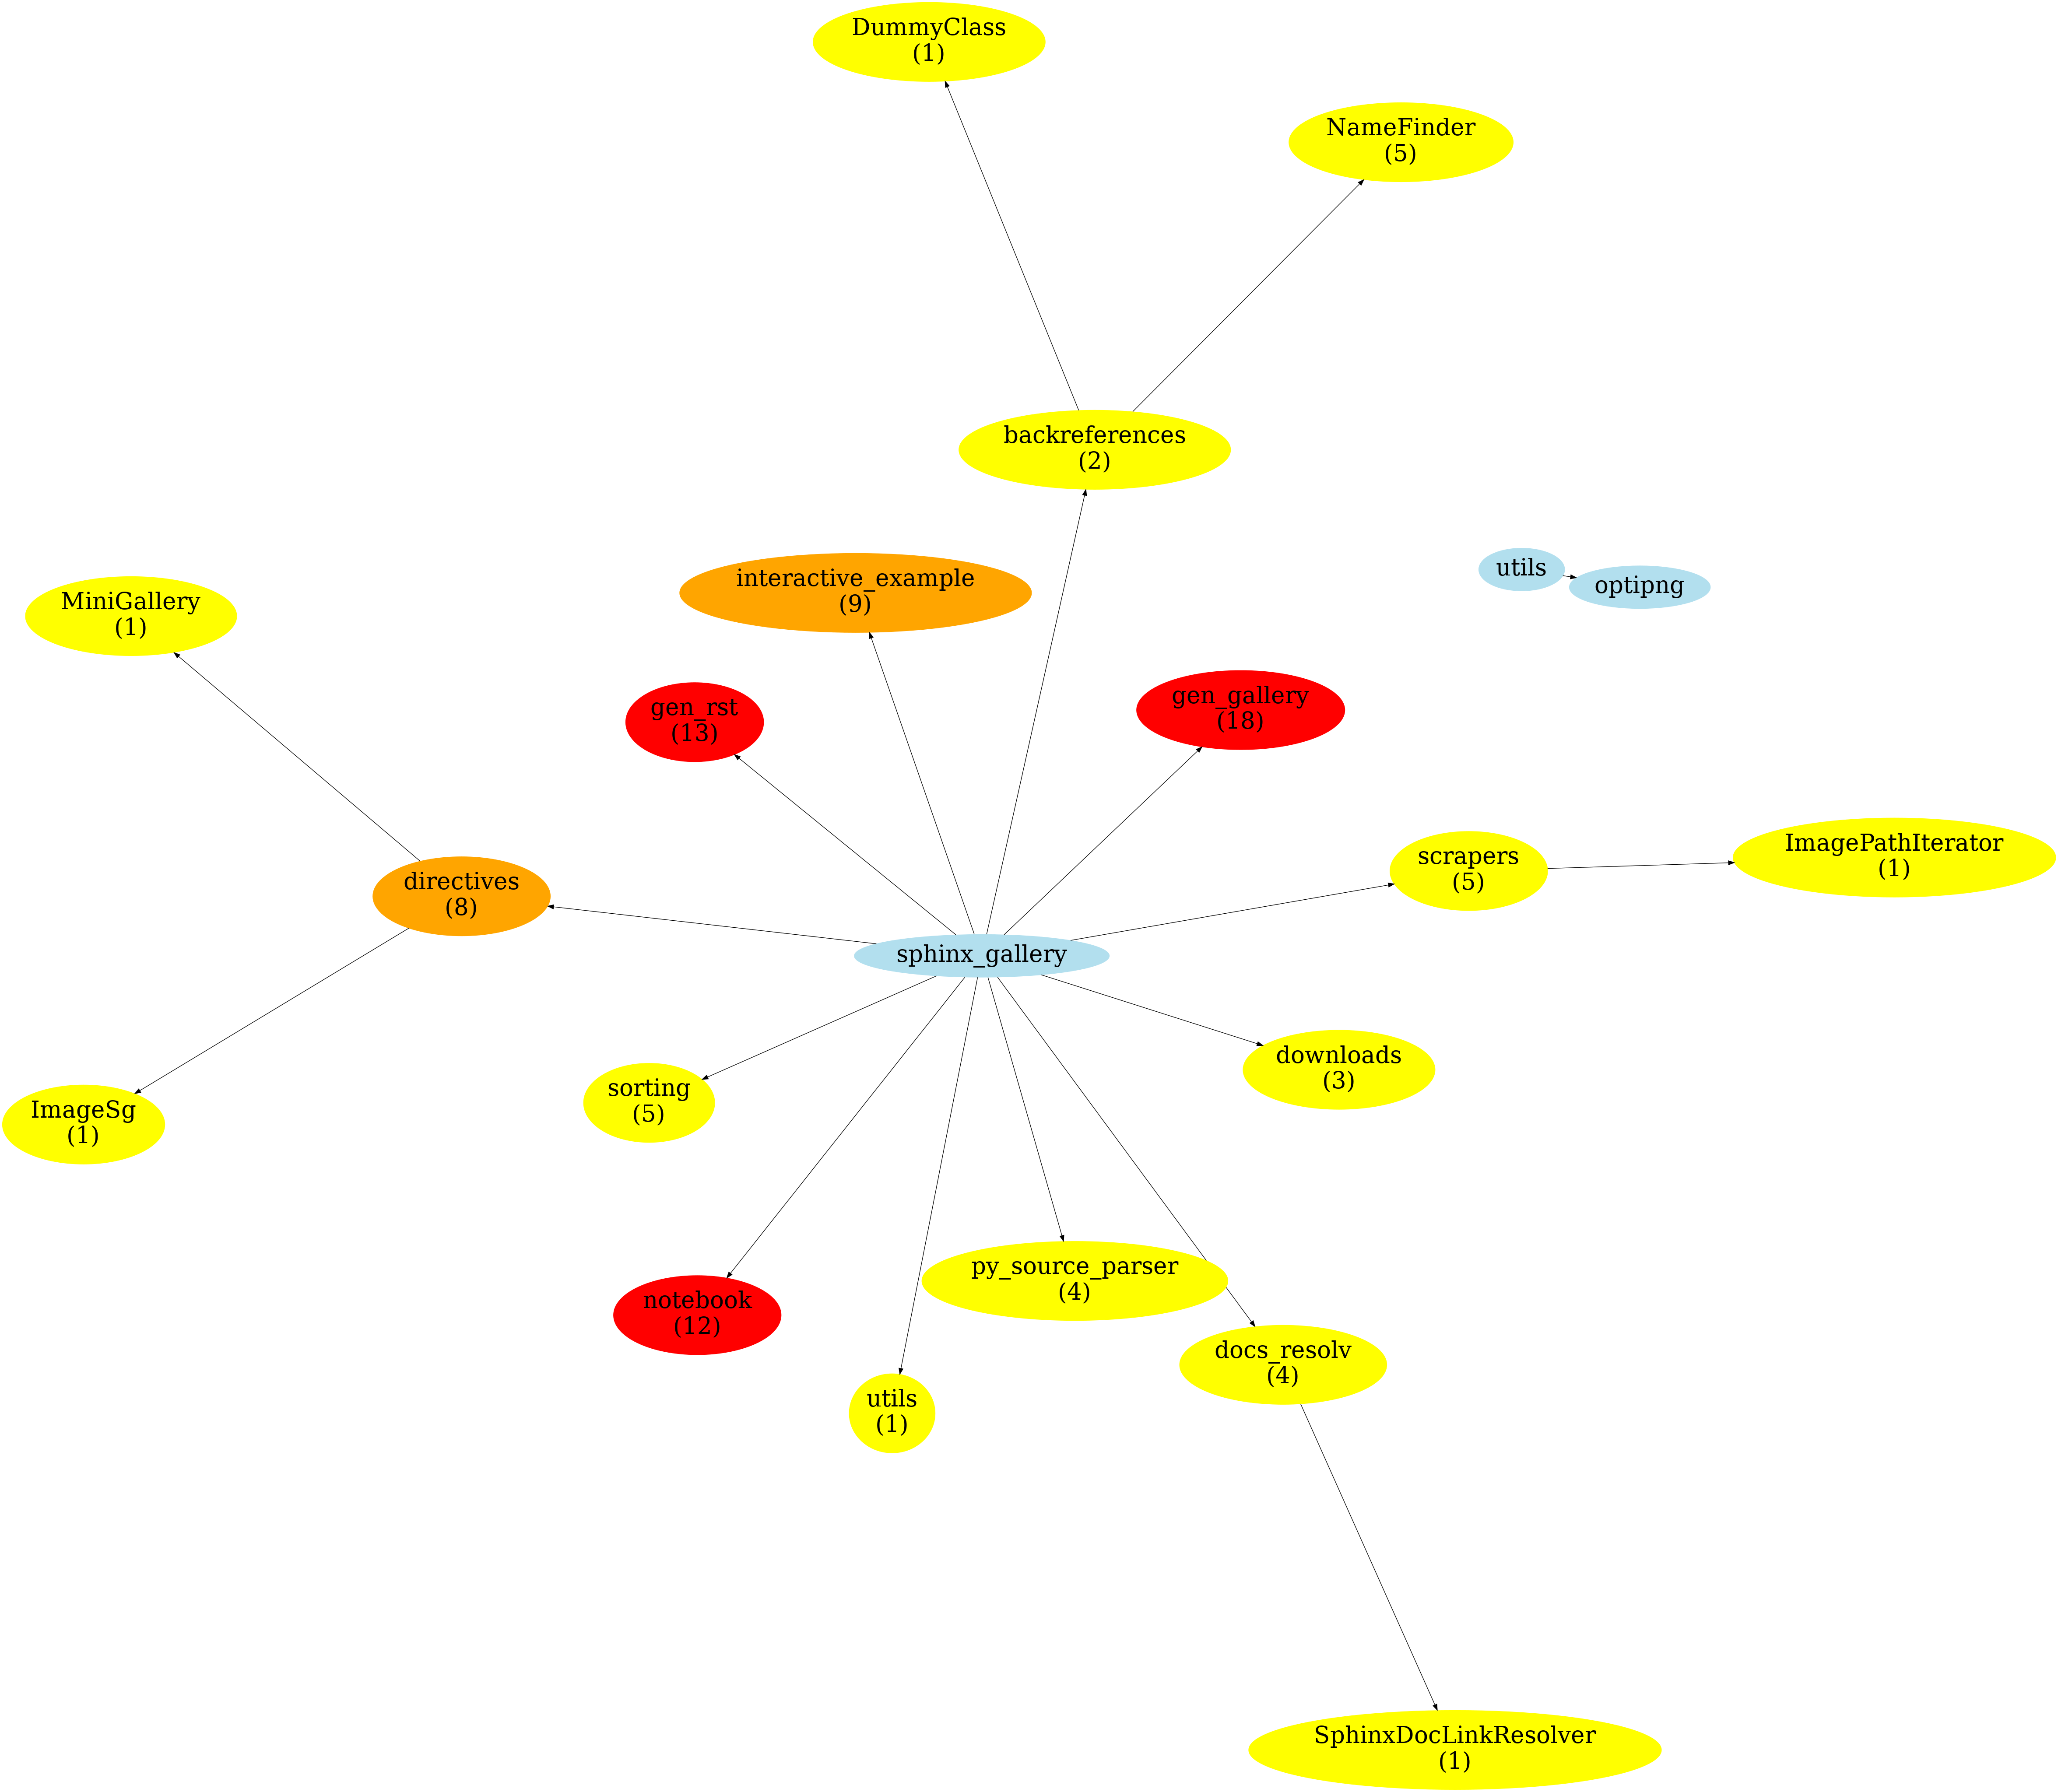 DummyClass
(1)
NameFinder
(5)
backreferences
(2)
utils
optipng
interactive_example
(9)
MiniGallery
(1)
gen_rst
(13)
gen_gallery
(18)
scrapers
(5)
ImagePathIterator
(1)
directives
(8)
sphinx_gallery
downloads
(3)
sorting
(5)
ImageSg
(1)
py_source_parser
(4)
notebook
(12)
docs_resolv
(4)
utils
(1)
SphinxDocLinkResolver
(1)